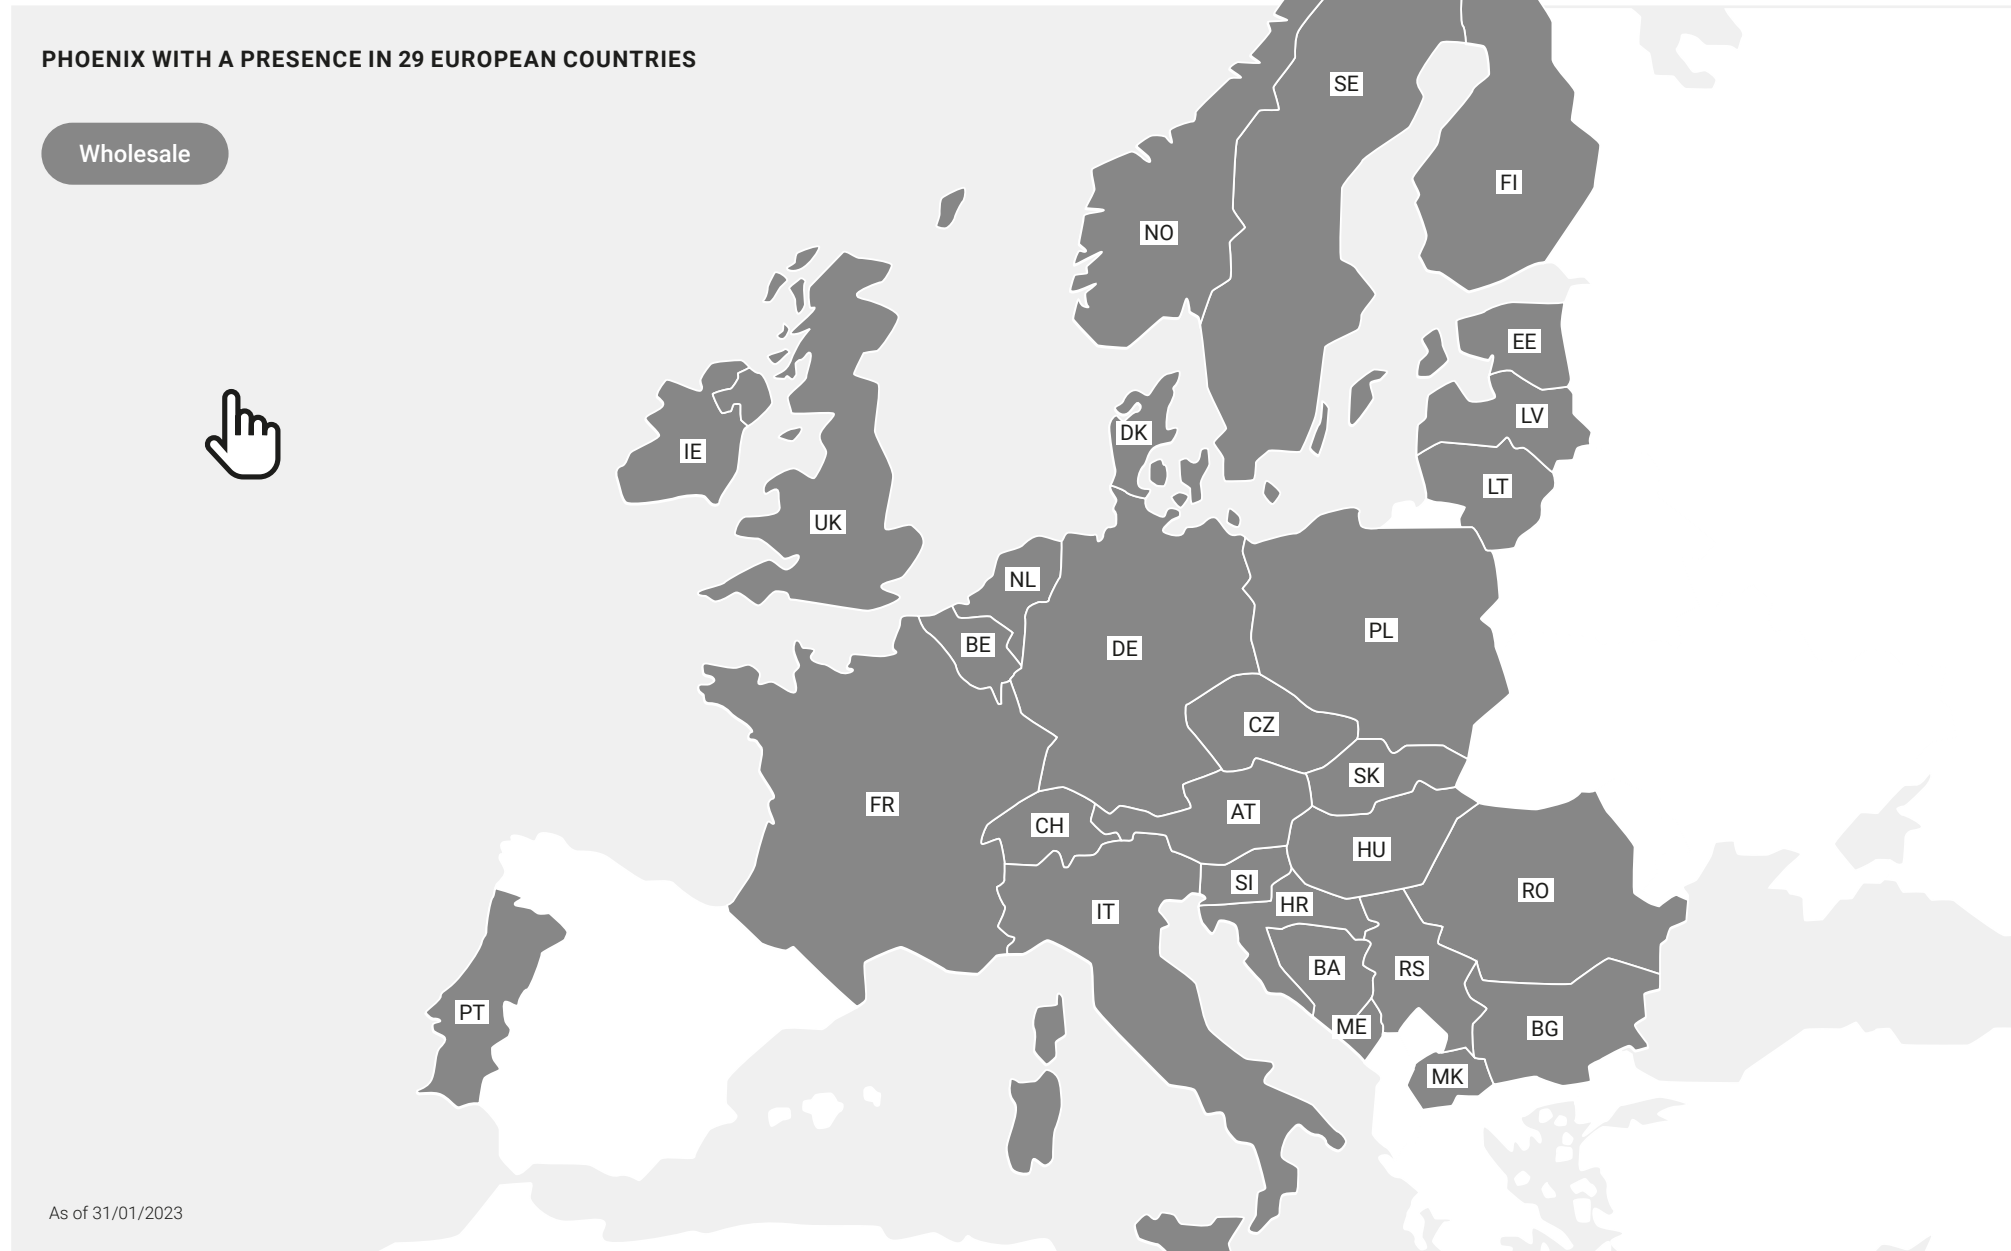 PHOENIX WITH A PRESENCE IN 29 EUROPEAN COUNTRIES
Wholesale
SE
FI
NO
EE
LV
DK
IE
LT
UK
NL
PL
BE
DE
CZ
SK
FR
AT
CH
HU
SI
RO
HR
IT
BA
RS
PT
ME
BG
MK
As of 31/01/2023